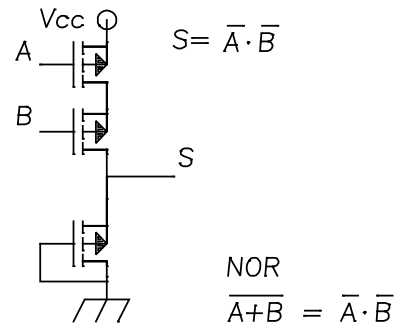 Vcc
A
S= A̅·B̅
B
S
NOR
A̅+̅B̅ = A̅·B̅